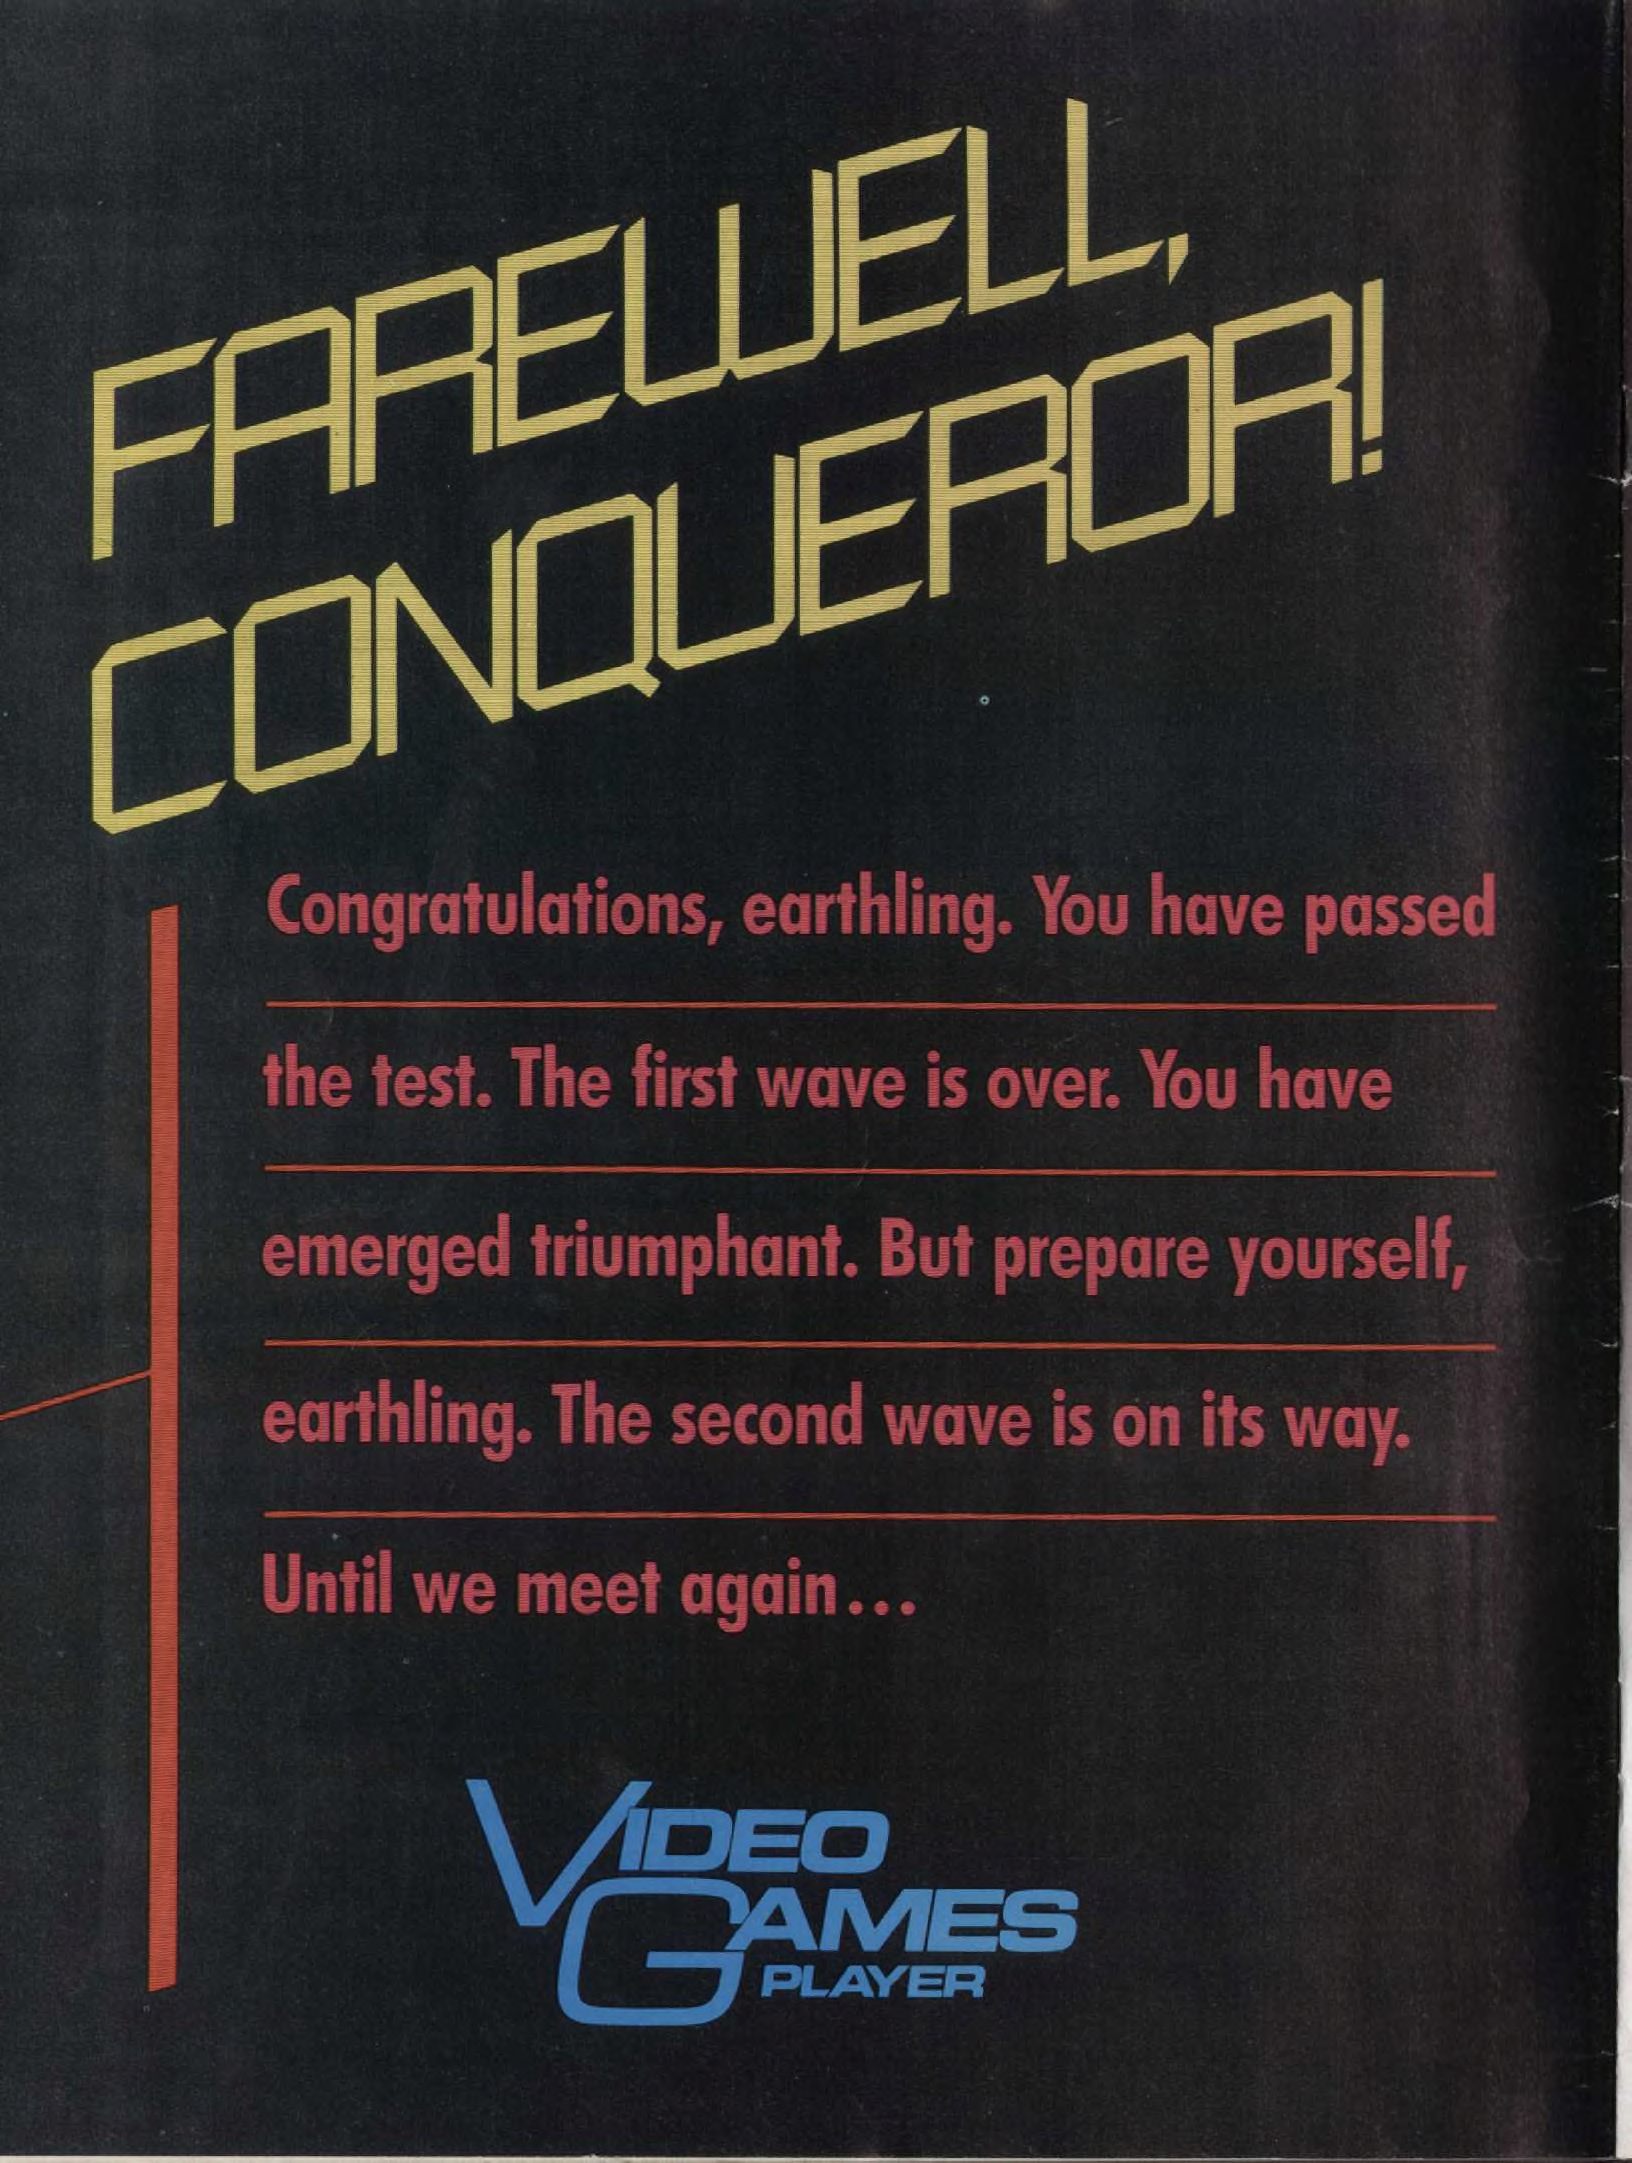 FAREWELL,
CONQUEROR!
Congratulations, earthling. You have passed
the test. The first wave is over. You have
emerged triumphant. But prepare yourself,
earthling. The second wave is on its way.
Until we meet again...
VIDEO
GAMES
PLAYER